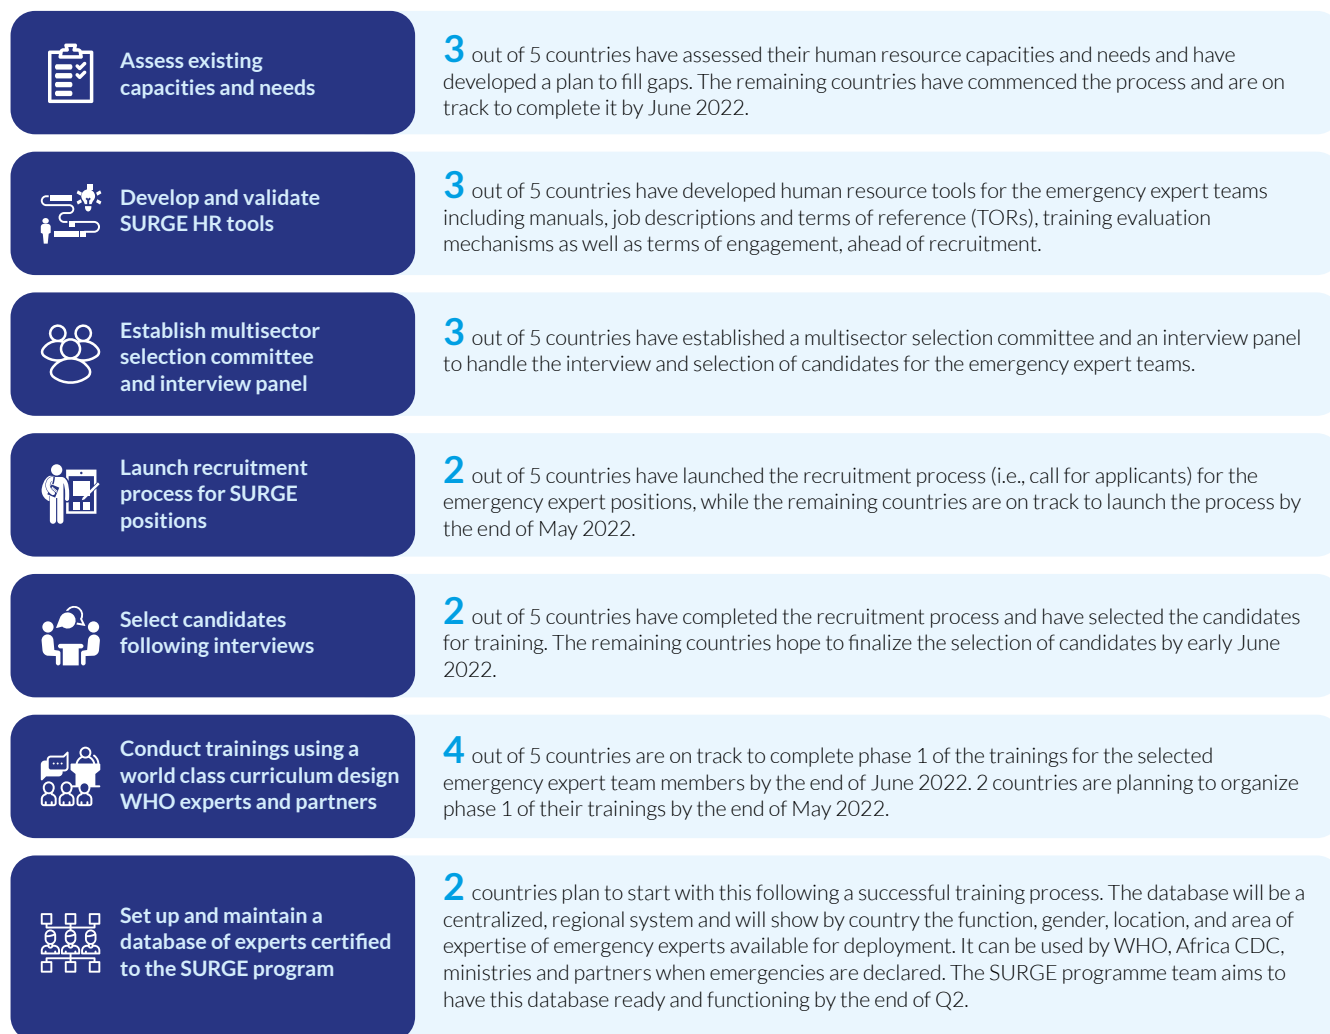 Assess existing
capacities and needs
3 out of 5 countries have assessed their human resource capacities and needs and have
developed a plan to fill gaps. The remaining countries have commenced the process and are on
track to complete it by June 2022.
Develop and validate
SURGE HR tools
3 out of 5 countries have developed human resource tools for the emergency expert teams
including manuals, job descriptions and terms of reference (TORs), training evaluation
mechanisms as well as terms of engagement, ahead of recruitment.
Establish multisector
selection committee
and interview panel
3 out of 5 countries have established a multisector selection committee and an interview panel
to handle the interview and selection of candidates for the emergency expert teams.
Launch recruitment
process for SURGE
positions
2 out of 5 countries have launched the recruitment process (i.e., call for applicants) for the
emergency expert positions, while the remaining countries are on track to launch the process by
the end of May 2022.
Select candidates
following interviews
2 out of 5 countries have completed the recruitment process and have selected the candidates
for training. The remaining countries hope to finalize the selection of candidates by early June
2022.
Conduct trainings using a
world class curriculum design
WHO experts and partners
4 out of 5 countries are on track to complete phase 1 of the trainings for the selected
emergency expert team members by the end of June 2022. 2 countries are planning to organize
phase 1 of their trainings by the end of May 2022.
Set up and maintain a
database of experts certified
to the SURGE program
2 countries plan to start with this following a successful training process. The database will be a
centralized, regional system and will show by country the function, gender, location, and area of
expertise of emergency experts available for deployment. It can be used by WHO, Africa CDC,
ministries and partners when emergencies are declared. The SURGE programme team aims to
have this database ready and functioning by the end of Q2.